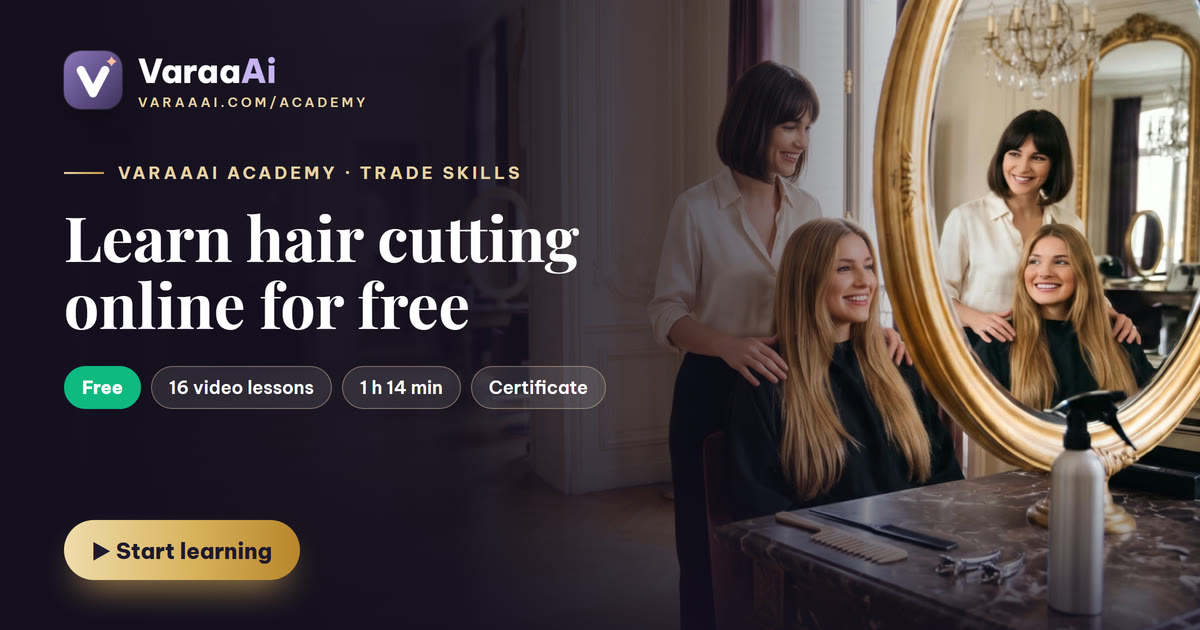 V
VaraaAi
VARAAAI.COM/ACADEMY
VARAAAI ACADEMY · TRADE SKILLS
Learn hair cutting
online for free
Free
16 video lessons
1 h 14 min
Certificate
▶ Start learning